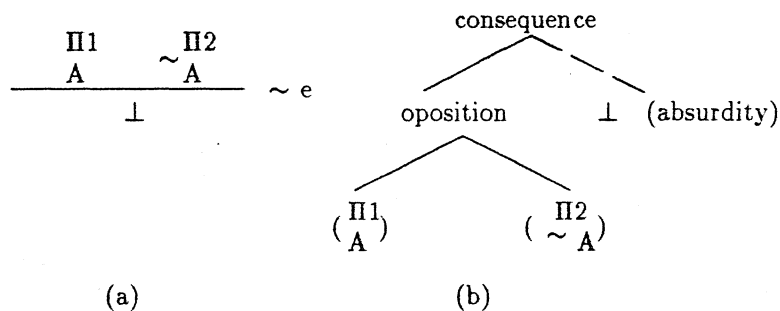 Π1 Π2
A ~ A
⊥
~ e
(a)
consequence
oposition ⊥ (absurdity)
( Π1 A ) ( Π2 ~ A )
(b)